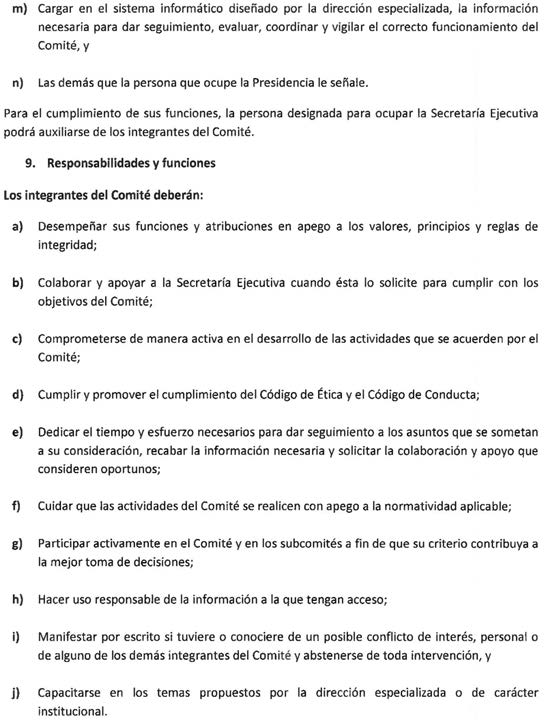 m) Cargar en el sistema informático diseñado por la dirección especializada, la información
necesaria para dar seguimiento, evaluar, coordinar y vigilar el correcto funcionamiento del
Comité, y
n) Las demás que la persona que ocupe la Presidencia le señale.
Para el cumplimiento de sus funciones, la persona designada para ocupar la Secretaría Ejecutiva
podrá auxiliarse de los integrantes del Comité.
9. Responsabilidades y funciones
Los integrantes del Comité deberán:
a) Desempeñar sus funciones y atribuciones en apego a los valores, principios y reglas de
integridad;
b) Colaborar y apoyar a la Secretaría Ejecutiva cuando ésta lo solicite para cumplir con los
objetivos del Comité;
c) Comprometerse de manera activa en el desarrollo de las actividades que se acuerden por el
Comité;
d) Cumplir y promover el cumplimiento del Código de Ética y el Código de Conducta;
e) Dedicar el tiempo y esfuerzo necesarios para dar seguimiento a los asuntos que se sometan
a su consideración, recabar la información necesaria y solicitar la colaboración y apoyo que
consideren oportunos;
f) Cuidar que las actividades del Comité se realicen con apego a la normatividad aplicable;
g) Participar activamente en el Comité y en los subcomités a fin de que su criterio contribuya a
la mejor toma de decisiones;
h) Hacer uso responsable de la información a la que tengan acceso;
i) Manifestar por escrito si tuviere o conociere de un posible conflicto de interés, personal o
de alguno de los demás integrantes del Comité y abstenerse de toda intervención, y
j) Capacitarse en los temas propuestos por la dirección especializada o de carácter
institucional.